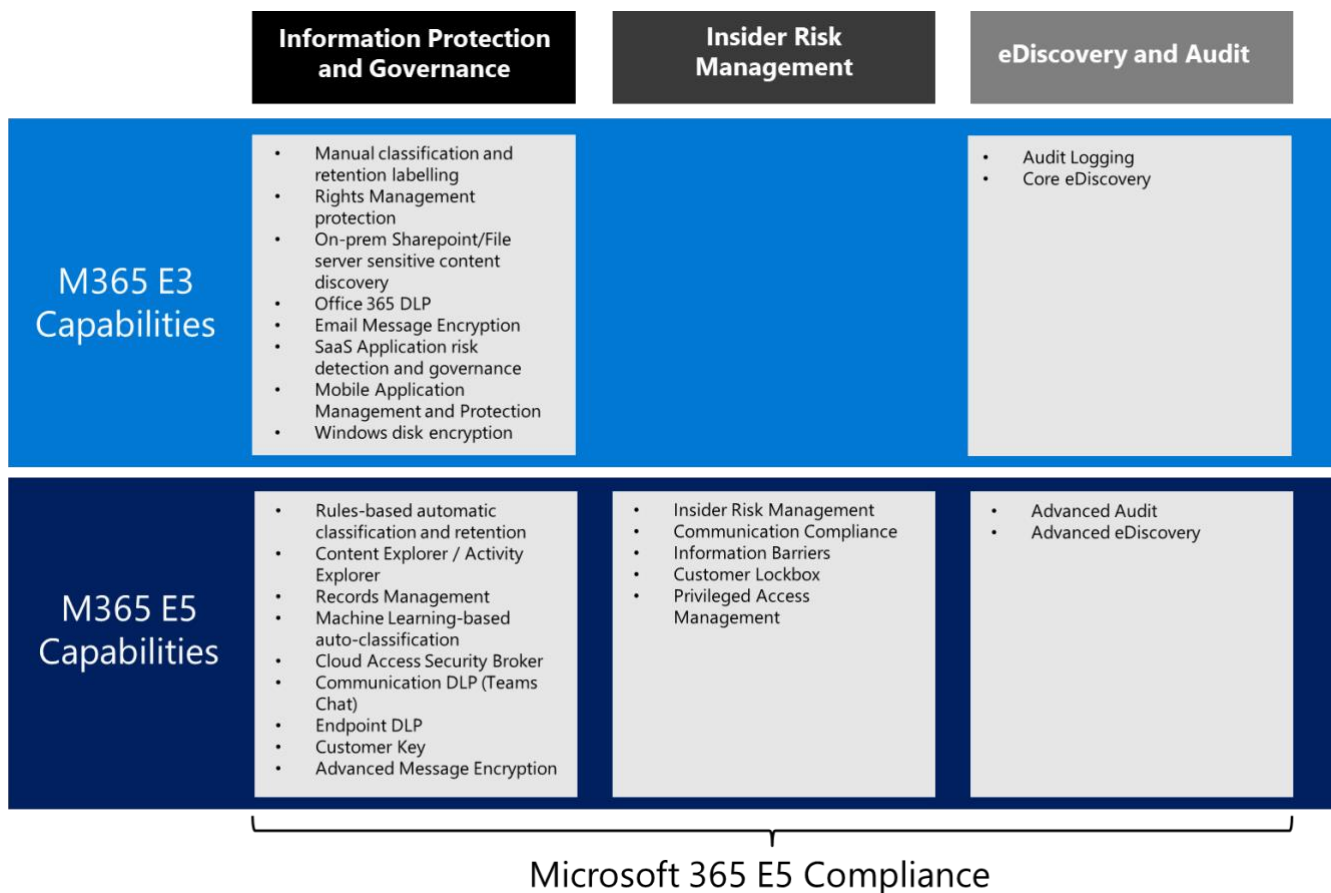 Information Protection
and Governance
Insider Risk
Management
eDiscovery and Audit
M365 E3
Capabilities
• Manual classification and
retention labelling
• Rights Management
protection
• On-prem Sharepoint/File
server sensitive content
discovery
• Office 365 DLP
• Email Message Encryption
• SaaS Application risk
detection and governance
• Mobile Application
Management and Protection
• Windows disk encryption
• Audit Logging
• Core eDiscovery
M365 E5
Capabilities
• Rules-based automatic
classification and retention
• Content Explorer / Activity
Explorer
• Records Management
• Machine Learning-based
auto-classification
• Cloud Access Security Broker
• Communication DLP (Teams
Chat)
• Endpoint DLP
• Customer Key
• Advanced Message Encryption
• Insider Risk Management
• Communication Compliance
• Information Barriers
• Customer Lockbox
• Privileged Access
Management
• Advanced Audit
• Advanced eDiscovery
Microsoft 365 E5 Compliance